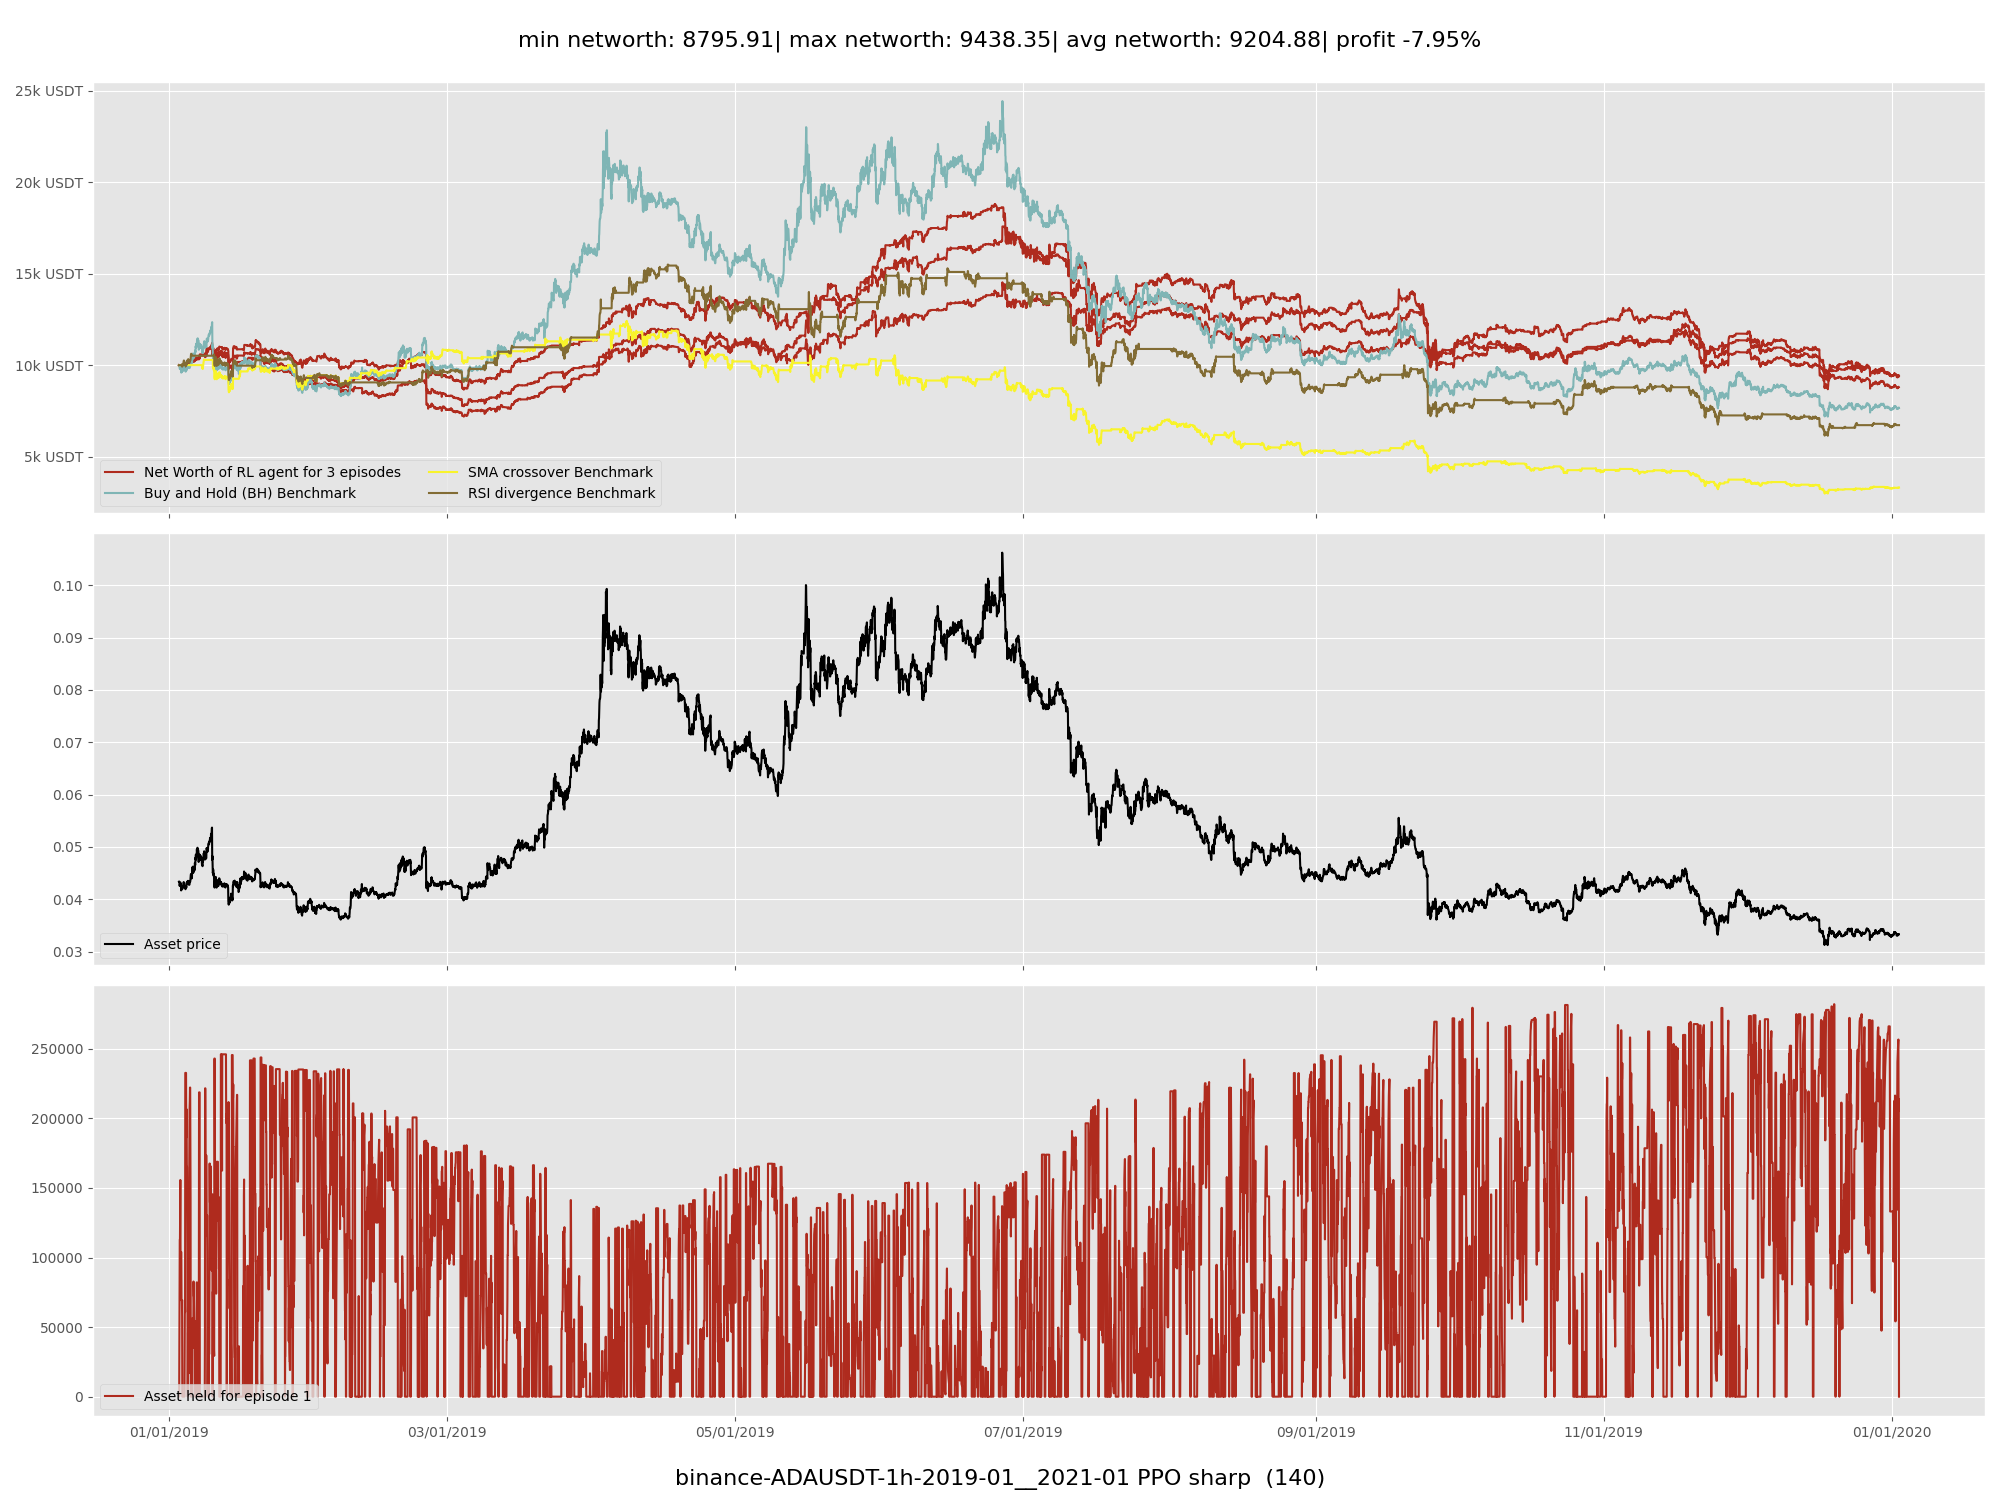 min networth: 8795.91| max networth: 9438.35| avg networth: 9204.88| profit -7.95%
25k USDT
20k USDT
15k USDT
10k USDT
5k USDT
Net Worth of RL agent for 3 episodes
Buy and Hold (BH) Benchmark
SMA crossover Benchmark
RSI divergence Benchmark
0.10
0.09
0.08
0.07
0.06
0.05
0.04
0.03
Asset price
250000
200000
150000
100000
50000
0
Asset held for episode 1
01/01/2019
03/01/2019
05/01/2019
07/01/2019
09/01/2019
11/01/2019
01/01/2020
binance-ADAUSDT-1h-2019-01__2021-01 PPO sharp  (140)